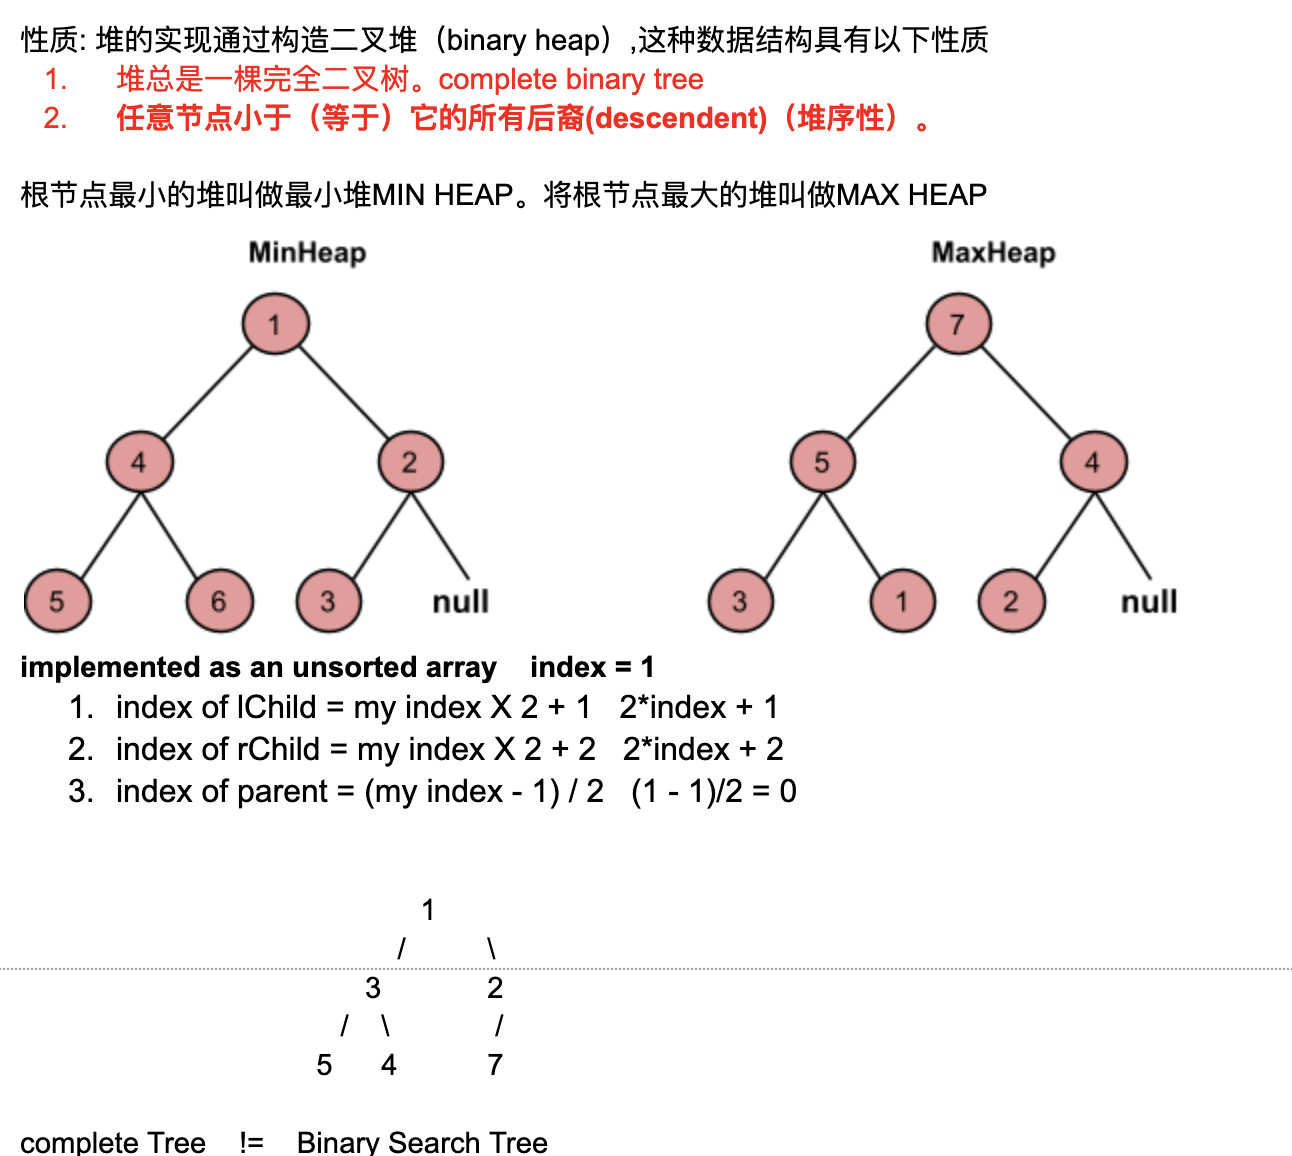 性质: 堆的实现通过构造二叉堆（binary heap）,这种数据结构具有以下性质
1. 堆总是一棵完全二叉树。complete binary tree
2. 任意节点小于（等于）它的所有后裔(descendent)（堆序性）。
根节点最小的堆叫做最小堆MIN HEAP。将根节点最大的堆叫做MAX HEAP
MinHeap MaxHeap
1 7
4 2 5 4
5 6 3 null 3 1 2 null
implemented as an unsorted array index = 1
1. index of lChild = my index X 2 + 1 2*index + 1
2. index of rChild = my index X 2 + 2 2*index + 2
3. index of parent = (my index - 1) / 2 (1 - 1)/2 = 0
1
/ \
3 2
/ \ /
5 4 7
complete Tree != Binary Search Tree